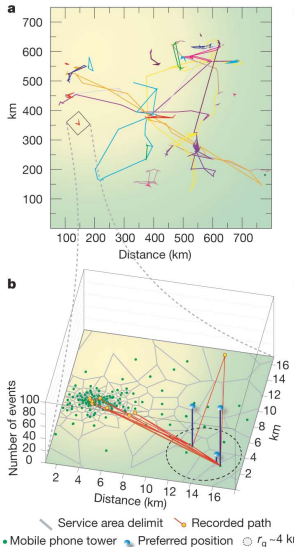 a
700
600
500
400
300
200
100
km
100 200 300 400 500 600 700
Distance (km)
b
Number of events
100
80
60
40
20
0
16
14
12
10
8
6
4
2
km
2 4 6 8 10 12 14 16
Distance (km)
Service area delimit Recorded path
Mobile phone tower Preferred position